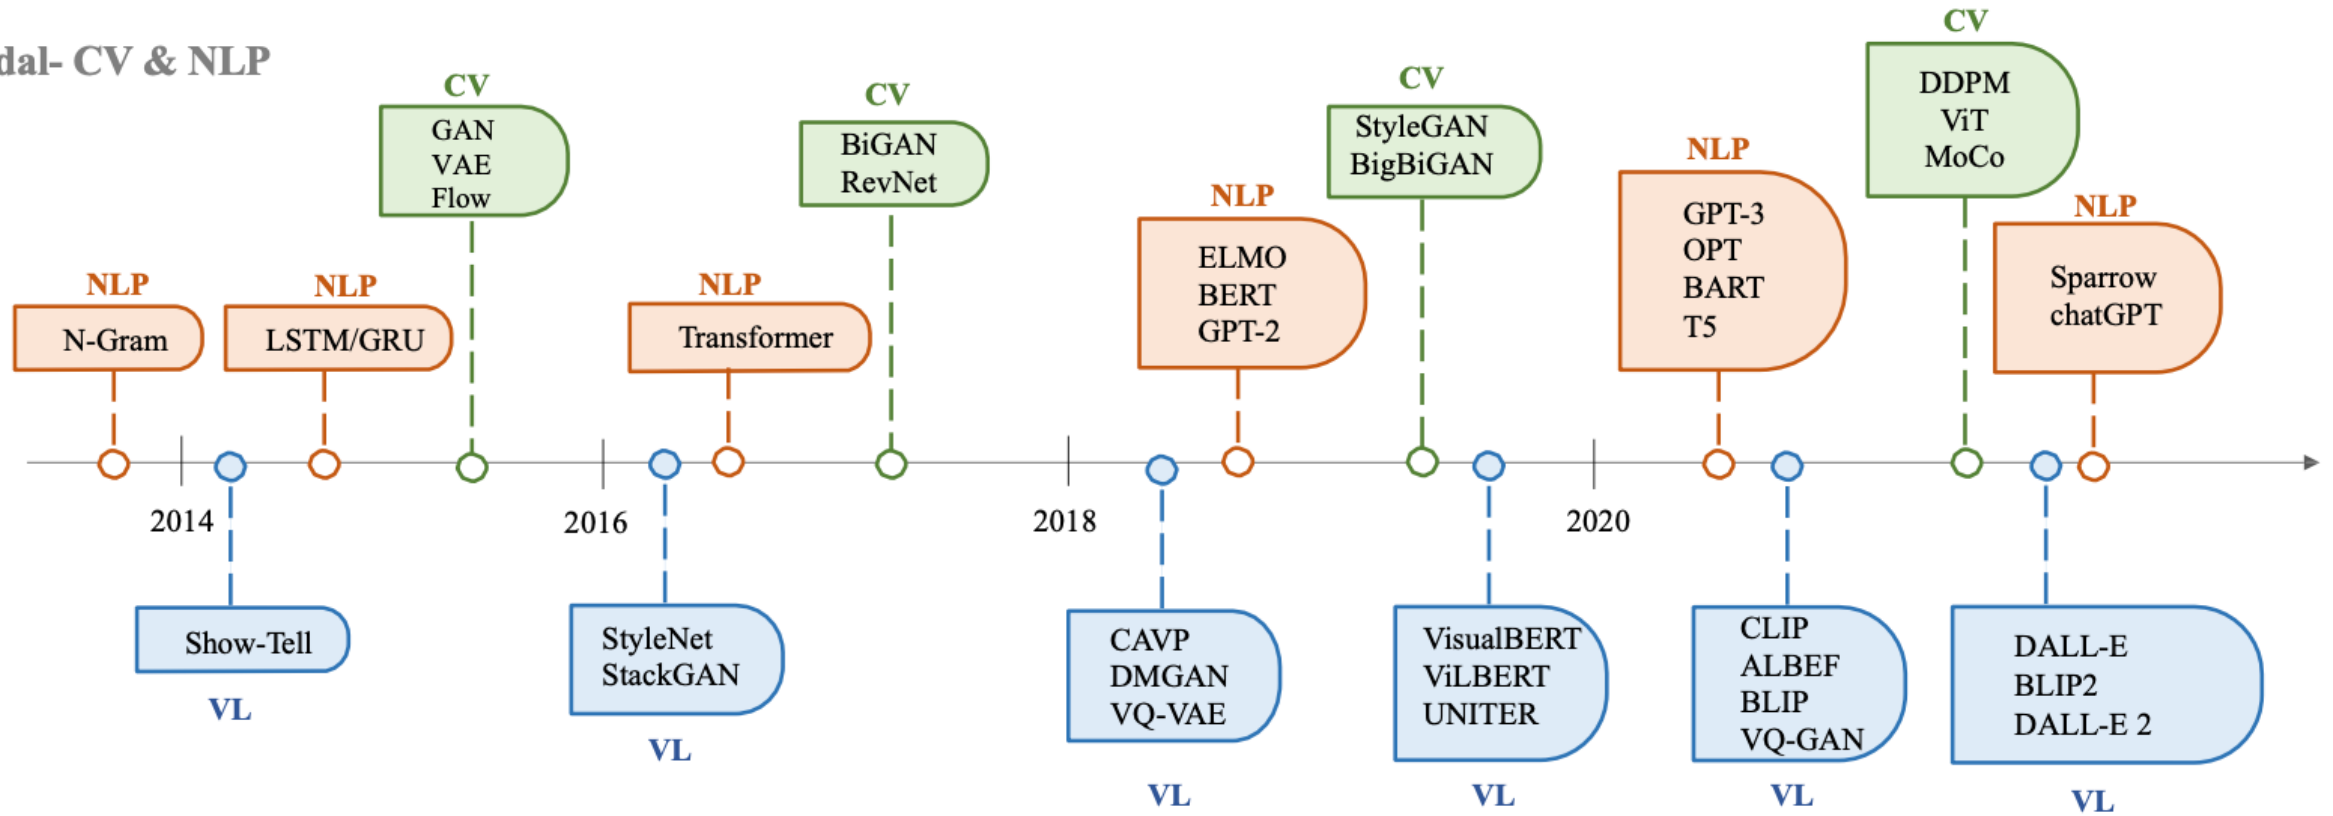 dal- CV & NLP
CV
GAN
VAE
Flow
CV
BiGAN
RevNet
CV
StyleGAN
BigBiGAN
CV
DDPM
ViT
MoCo
NLP
N-Gram
NLP
LSTM/GRU
NLP
Transformer
NLP
ELMO
BERT
GPT-2
NLP
GPT-3
OPT
BART
T5
NLP
Sparrow
chatGPT
2014
2016
2018
2020
Show-Tell
VL
StyleNet
StackGAN
VL
CAVP
DMGAN
VQ-VAE
VL
VisualBERT
ViLBERT
UNITER
VL
CLIP
ALBEF
BLIP
VQ-GAN
VL
DALL-E
BLIP2
DALL-E 2
VL